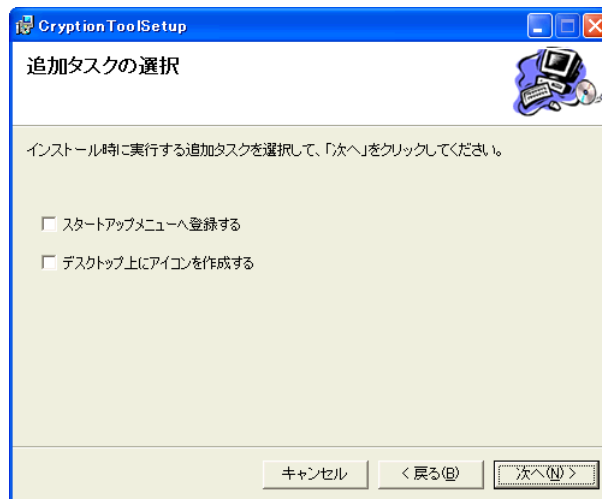 CryptionToolSetup
追加タスクの選択
インストール時に実行する追加タスクを選択して、「次へ」をクリックしてください。
スタートアップメニューへ登録する
デスクトップ上にアイコンを作成する
キャンセル
< 戻る(B)
次へ(N) >